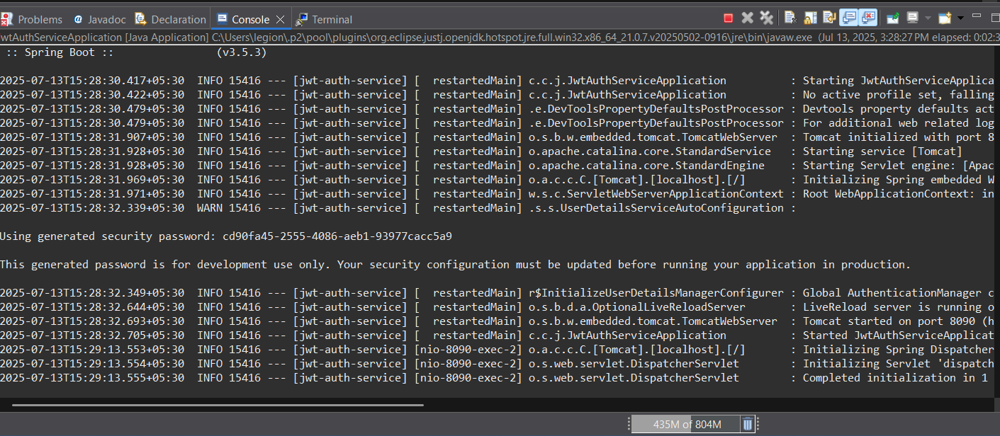 Problems @ Javadoc Declaration Console Terminal
wtAuthServiceApplication [Java Application] C:\Users\legion\.p2\pool\plugins\org.eclipse.justj.openjdk.hotspot.jre.full.win32.x86_64_21.0.7.v20250502-0916\jre\bin\javaw.exe (Jul 13, 2025, 3:28:27 PM elapsed: 0:02:3
:: Spring Boot :: (v3.5.3)
2025-07-13T15:28:30.417+05:30 INFO 15416 --- [jwt-auth-service] [ restartedMain] c.c.j.JwtAuthServiceApplication : Starting JwtAuthServiceApplica
2025-07-13T15:28:30.422+05:30 INFO 15416 --- [jwt-auth-service] [ restartedMain] c.c.j.JwtAuthServiceApplication : No active profile set, falling
2025-07-13T15:28:30.479+05:30 INFO 15416 --- [jwt-auth-service] [ restartedMain] .e.DevToolsPropertyDefaultsPostProcessor : Devtools property defaults act
2025-07-13T15:28:30.479+05:30 INFO 15416 --- [jwt-auth-service] [ restartedMain] .e.DevToolsPropertyDefaultsPostProcessor : For additional web related log
2025-07-13T15:28:31.907+05:30 INFO 15416 --- [jwt-auth-service] [ restartedMain] o.s.b.w.embedded.tomcat.TomcatWebServer : Tomcat initialized with port 8
2025-07-13T15:28:31.928+05:30 INFO 15416 --- [jwt-auth-service] [ restartedMain] o.apache.catalina.core.StandardService : Starting service [Tomcat]
2025-07-13T15:28:31.928+05:30 INFO 15416 --- [jwt-auth-service] [ restartedMain] o.apache.catalina.core.StandardEngine : Starting Servlet engine: [Apac
2025-07-13T15:28:31.969+05:30 INFO 15416 --- [jwt-auth-service] [ restartedMain] o.a.c.c.C.[Tomcat].[localhost].[/] : Initializing Spring embedded W
2025-07-13T15:28:31.971+05:30 INFO 15416 --- [jwt-auth-service] [ restartedMain] w.s.c.ServletWebServerApplicationContext : Root WebApplicationContext: in
2025-07-13T15:28:32.339+05:30 WARN 15416 --- [jwt-auth-service] [ restartedMain] .s.s.UserDetailsServiceAutoConfiguration :
Using generated security password: cd90fa45-2555-4086-aeb1-93977cacc5a9
This generated password is for development use only. Your security configuration must be updated before running your application in production.
2025-07-13T15:28:32.349+05:30 INFO 15416 --- [jwt-auth-service] [ restartedMain] r$InitializeUserDetailsManagerConfigurer : Global AuthenticationManager c
2025-07-13T15:28:32.644+05:30 INFO 15416 --- [jwt-auth-service] [ restartedMain] o.s.b.d.a.OptionalLiveReloadServer : LiveReload server is running o
2025-07-13T15:28:32.693+05:30 INFO 15416 --- [jwt-auth-service] [ restartedMain] o.s.b.w.embedded.tomcat.TomcatWebServer : Tomcat started on port 8090 (h
2025-07-13T15:28:32.705+05:30 INFO 15416 --- [jwt-auth-service] [ restartedMain] c.c.j.JwtAuthServiceApplication : Started JwtAuthServiceApplicat
2025-07-13T15:29:13.553+05:30 INFO 15416 --- [jwt-auth-service] [nio-8090-exec-2] o.a.c.c.C.[Tomcat].[localhost].[/] : Initializing Spring Dispatcher
2025-07-13T15:29:13.554+05:30 INFO 15416 --- [jwt-auth-service] [nio-8090-exec-2] o.s.web.servlet.DispatcherServlet : Initializing Servlet 'dispatch
2025-07-13T15:29:13.555+05:30 INFO 15416 --- [jwt-auth-service] [nio-8090-exec-2] o.s.web.servlet.DispatcherServlet : Completed initialization in 1
435M of 804M